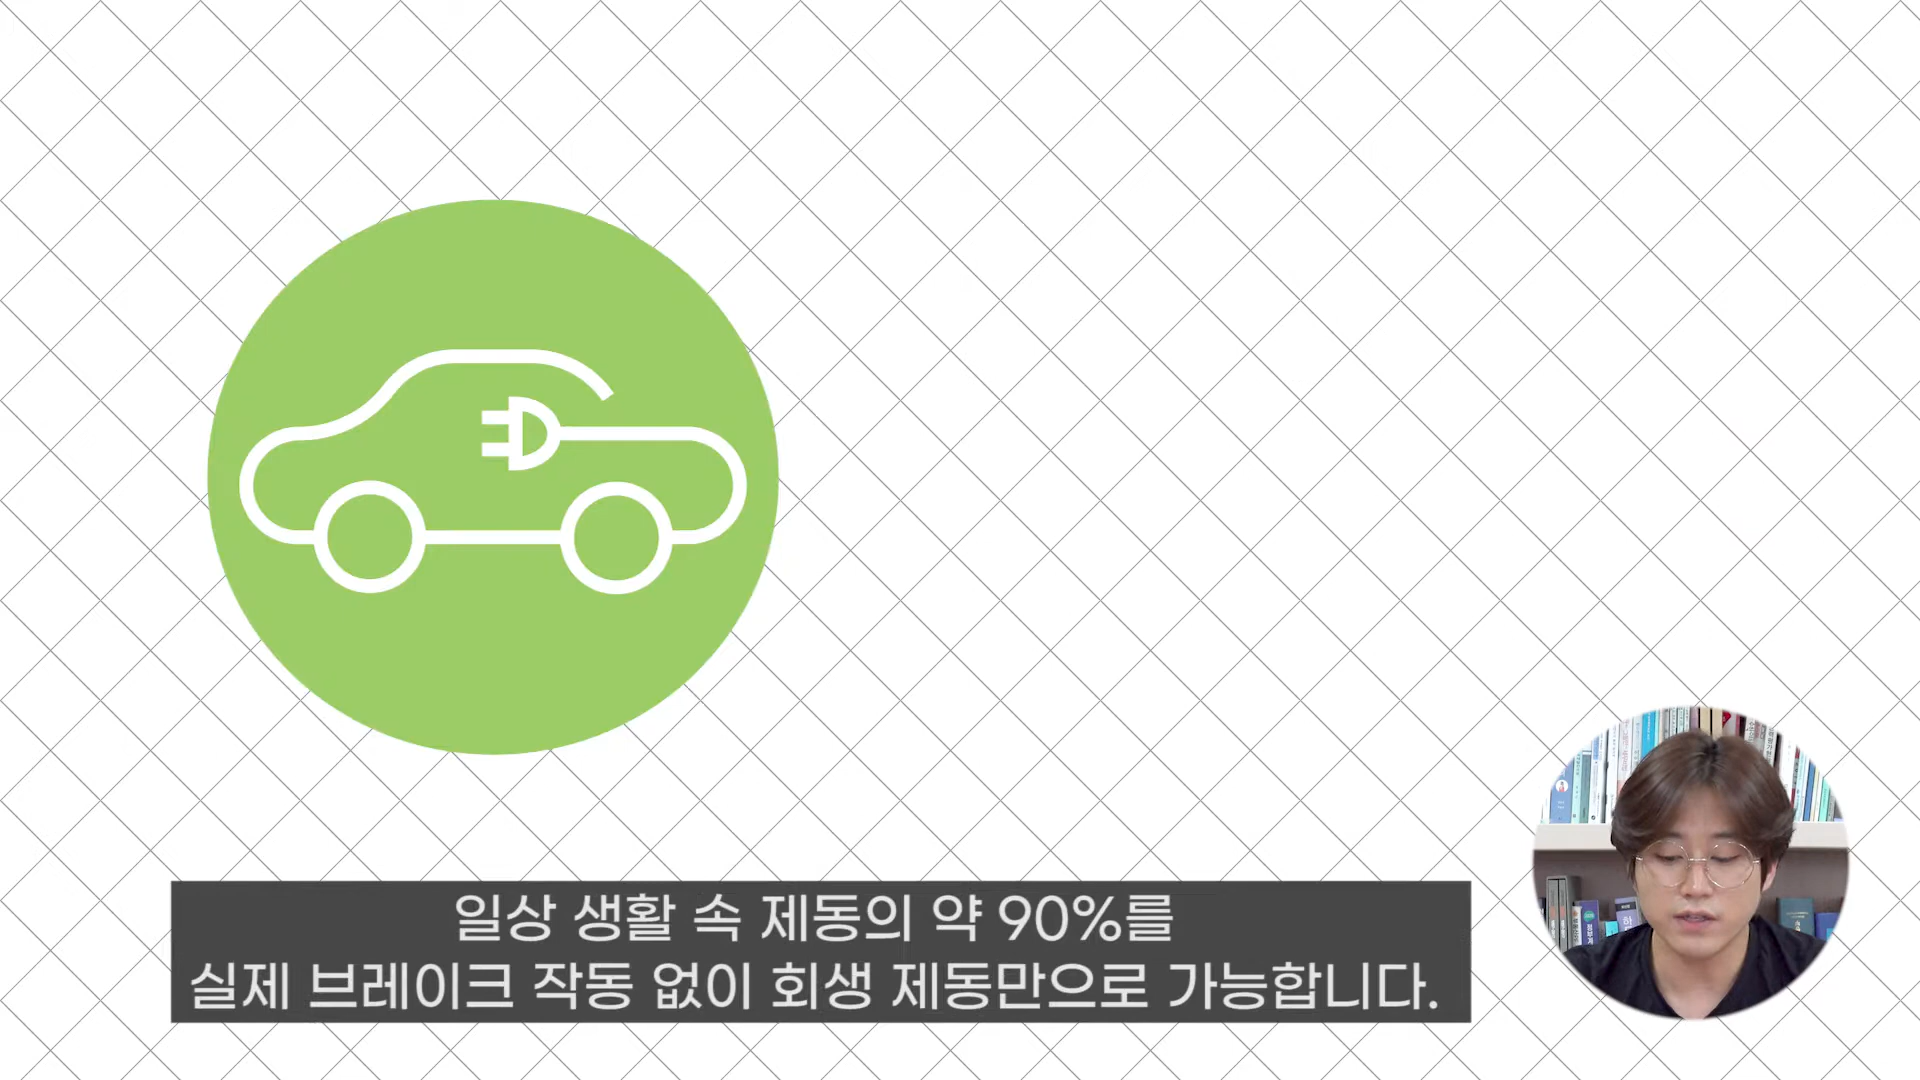 일상 생활 속 제동의 약 90%를
실제 브레이크 작동 없이 회생 제동만으로 가능합니다.